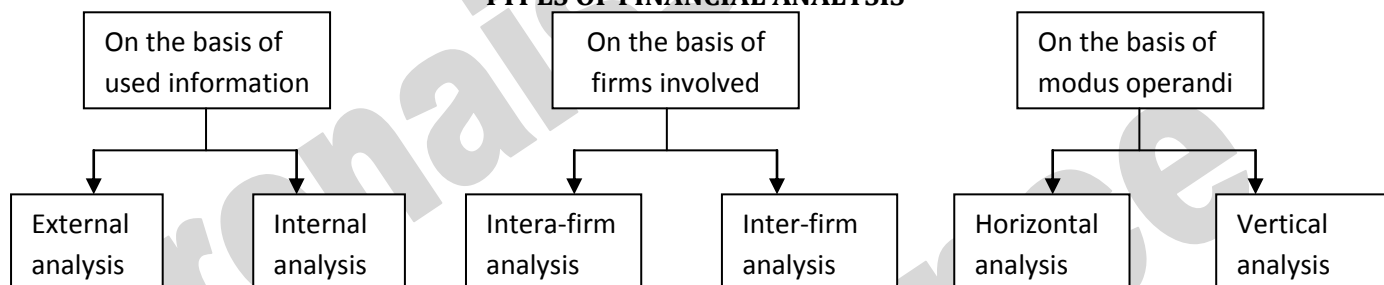 TYPES OF FINANCIAL ANALYSIS
On the basis of
used information
On the basis of
firms involved
On the basis of
modus operandi
External
analysis
Internal
analysis
Intera-firm
analysis
Inter-firm
analysis
Horizontal
analysis
Vertical
analysis